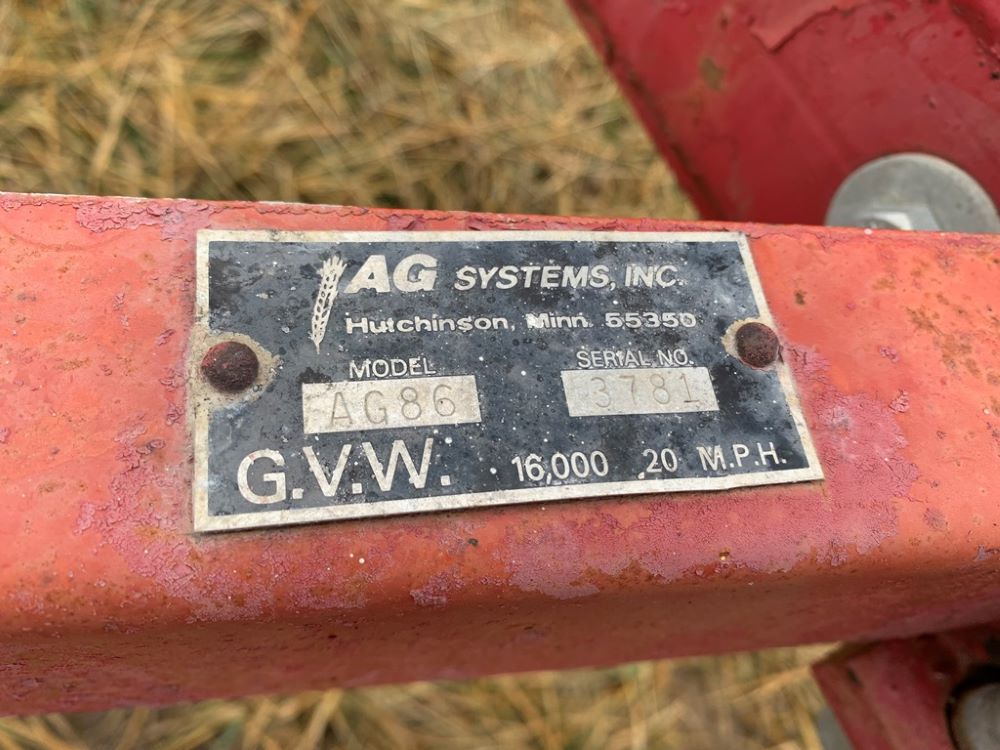 AG SYSTEMS, INC.
Hutchinson, Minn. 55350
MODEL SERIAL NO.
AG86 3781
G.V.W. 16,000 20 M.P.H.